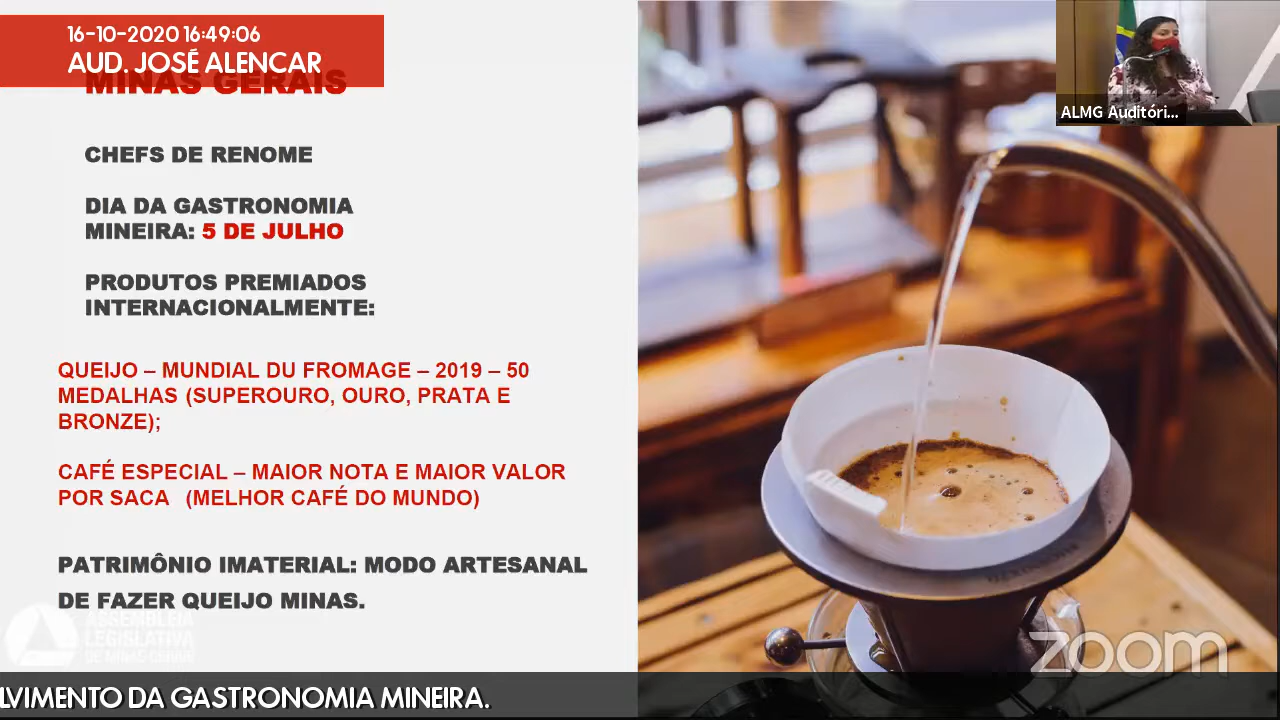 16-10-2020 16:49:06
AUD. JOSÉ ALENCAR
MINAS GERAIS
ALMG Auditóri...
CHEFS DE RENOME
DIA DA GASTRONOMIA
MINEIRA: 5 DE JULHO
PRODUTOS PREMIADOS
INTERNACIONALMENTE:
QUEIJO – MUNDIAL DU FROMAGE – 2019 – 50
MEDALHAS (SUPEROURO, OURO, PRATA E
BRONZE);
CAFÉ ESPECIAL – MAIOR NOTA E MAIOR VALOR
POR SACA (MELHOR CAFÉ DO MUNDO)
PATRIMÔNIO IMATERIAL: MODO ARTESANAL
DE FAZER QUEIJO MINAS.
ASSEMBLEIA
LEGISLATIVA
DE MINAS GERAIS
zoom
LVIMENTO DA GASTRONOMIA MINEIRA.